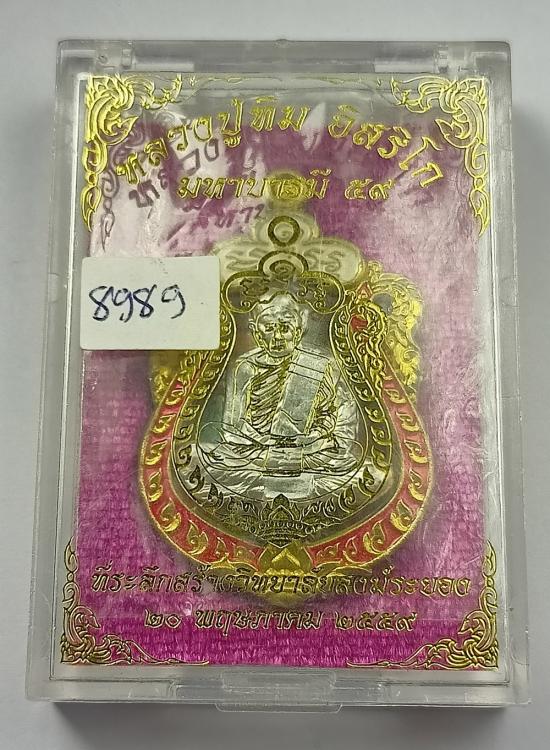 หลวงปู่ทิม อิสริโก
มหาบารมี ๕๙
8989
ที่ระลึกสร้างวิทยาลัยสงฆ์ระยอง
๒๐ พฤษภาคม ๒๕๕๙